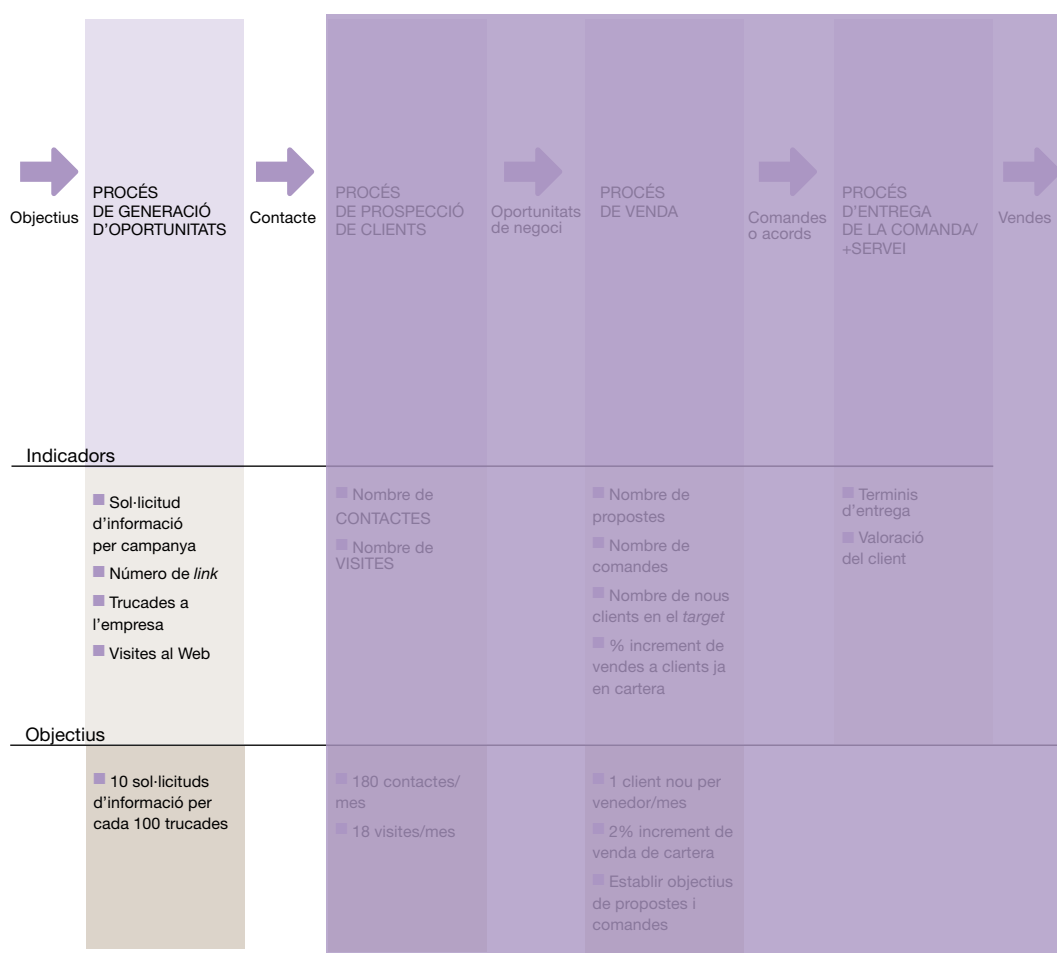 Objectius
PROCÉS
DE GENERACIÓ
D’OPORTUNITATS
Contacte
PROCÉS
DE PROSPECCIÓ
DE CLIENTS
Oportunitats
de negoci
PROCÉS
DE VENDA
Comandes
o acords
PROCÉS
D’ENTREGA
DE LA COMANDA/
+SERVEI
Vendes
Indicadors
Sol·licitud
d’informació
per campanya
Número de link
Trucades a
l’empresa
Visites al Web
Nombre de
CONTACTES
Nombre de
VISITES
Nombre de
propostes
Nombre de
comandes
Nombre de nous
clients en el target
% increment de
vendes a clients ja
en cartera
Terminis
d’entrega
Valoració
del client
Objectius
10 sol·licituds
d’informació per
cada 100 trucades
180 contactes/
mes
18 visites/mes
1 client nou per
venedor/mes
2% increment de
venda de cartera
Establir objectius
de propostes i
comandes